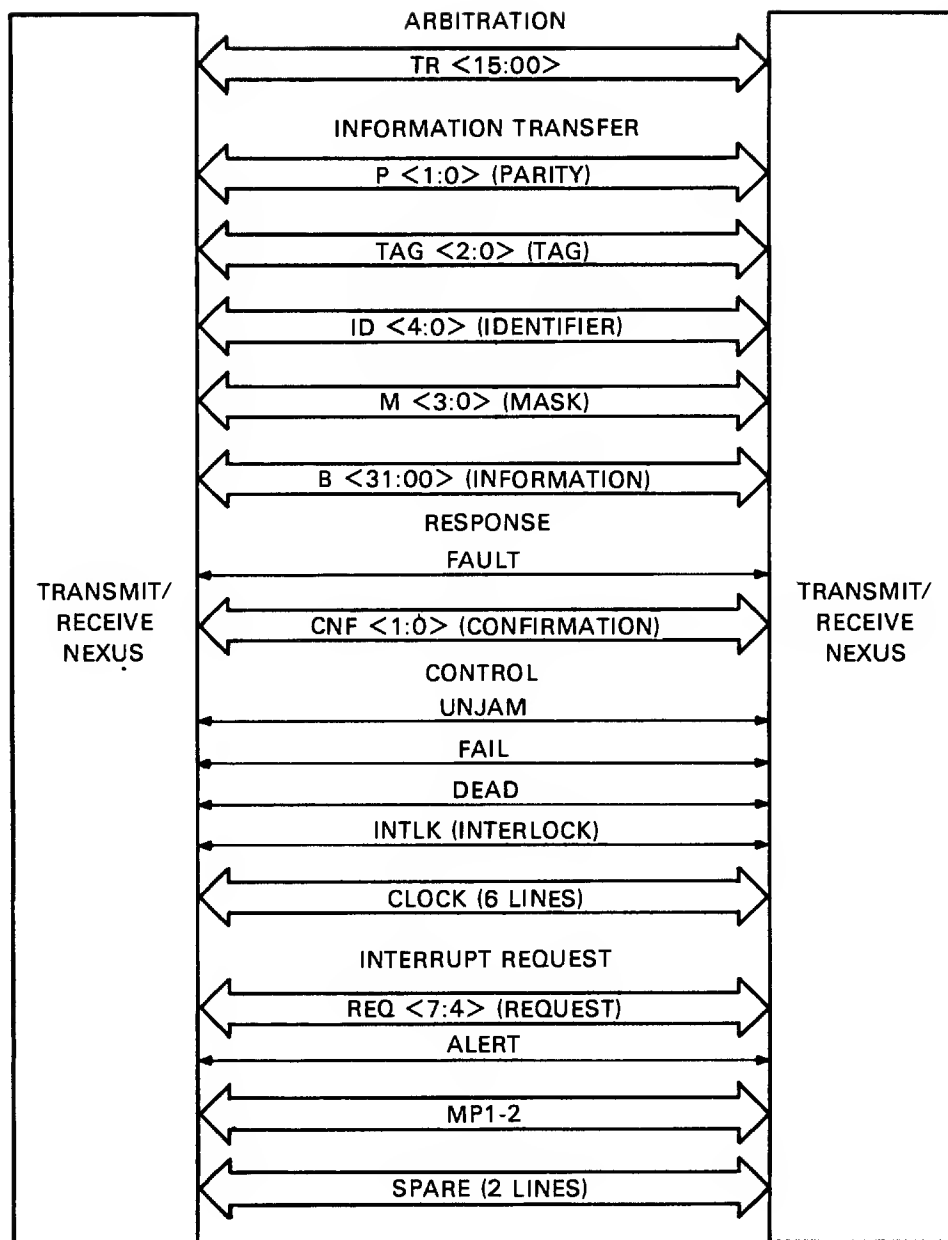 ARBITRATION
TR <15:00>
INFORMATION TRANSFER
P <1:0> (PARITY)
TAG <2:0> (TAG)
ID <4:0> (IDENTIFIER)
M <3:0> (MASK)
B <31:00> (INFORMATION)
RESPONSE
FAULT
TRANSMIT/
RECEIVE
NEXUS
TRANSMIT/
RECEIVE
NEXUS
CNF <1:0> (CONFIRMATION)
CONTROL
UNJAM
FAIL
DEAD
INTLK (INTERLOCK)
CLOCK (6 LINES)
INTERRUPT REQUEST
REQ <7:4> (REQUEST)
ALERT
MP1-2
SPARE (2 LINES)